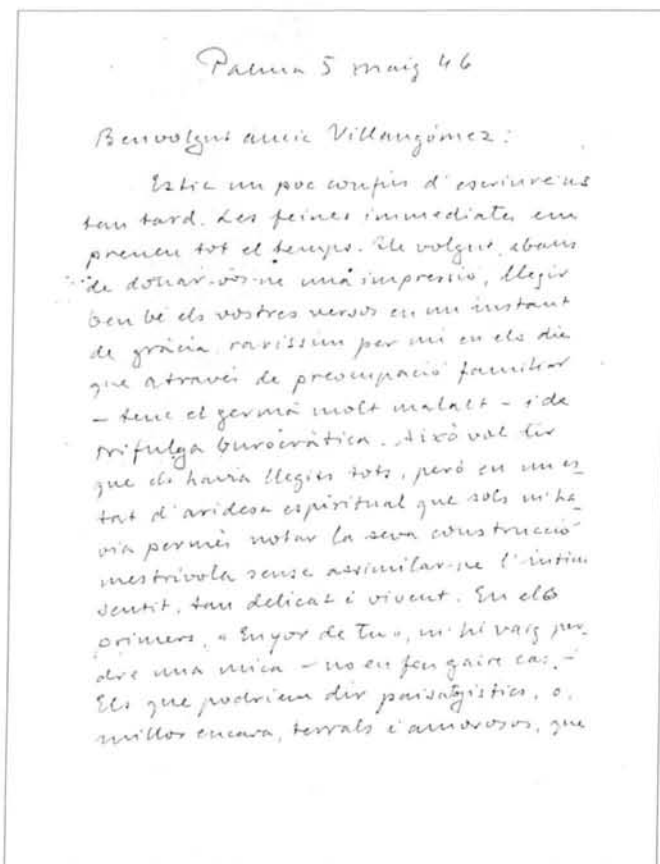 Palma 5 maig 46
Benvolgut amic Villangómez:
Estic un poc confús d'escriure us
tan tard. Les feines immediates em
prenen tot el temps. He volgut, abans
de donar-vos-ne una impressió, llegir
ben bé els vostres versos en un instant
de gràcia, raríssim per mi en els dies
que através de preocupació familiar
- tenc el germà molt malalt - i de
trifulga burocràtica. Això vol dir
que els havia llegits tots, però en un es_
tat d'aridesa espiritual que sols m'ha_
via permès notar la seva construcció
mestrívola sense assimilar-ne l'íntim
sentit, tan delicat i vivent. En els
primers, "Enyor de Tu", m'hi vaig per_
dre una mica - no en feu gaire cas. -
Els que podríem dir paisatgístics, o,
millor encara, terrals i amorosos, que